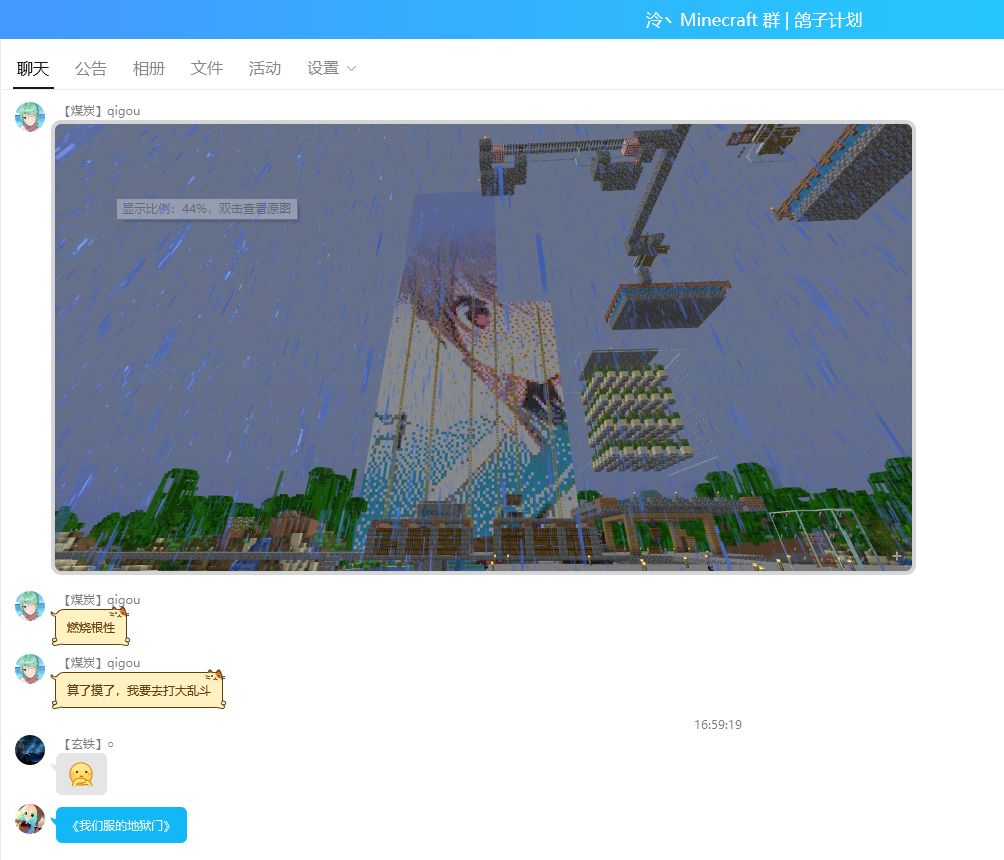 泠丶Minecraft 群 | 鸽子计划
聊天 公告 相册 文件 活动 设置
【煤炭】qigou
显示比例：44%，双击查看原图
【煤炭】qigou
燃烧根性
【煤炭】qigou
算了摸了，我要去打大乱斗
16:59:19
【玄铁】○
《我们服的地狱门》